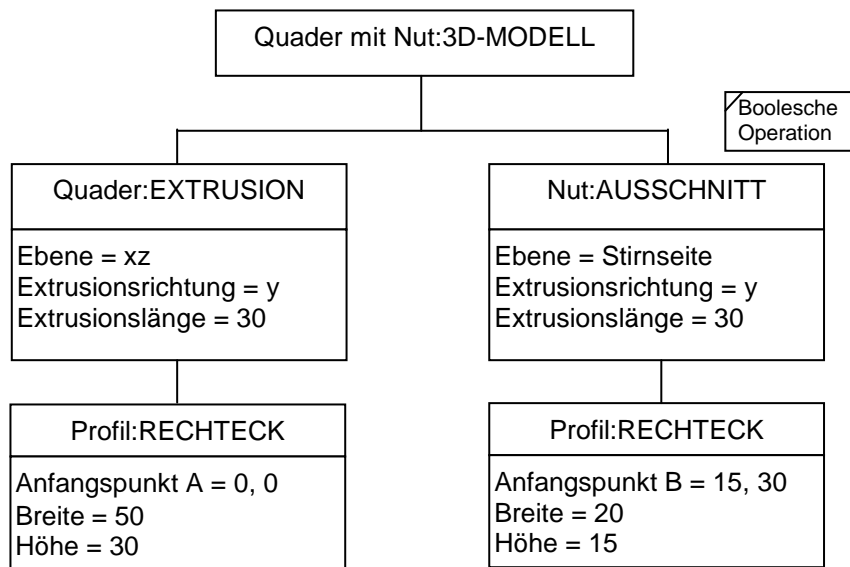 Quader mit Nut:3D-MODELL
Boolesche
Operation
Quader:EXTRUSION
Ebene = xz
Extrusionsrichtung = y
Extrusionslänge = 30
Nut:AUSSCHNITT
Ebene = Stirnseite
Extrusionsrichtung = y
Extrusionslänge = 30
Profil:RECHTECK
Anfangspunkt A = 0, 0
Breite = 50
Höhe = 30
Profil:RECHTECK
Anfangspunkt B = 15, 30
Breite = 20
Höhe = 15